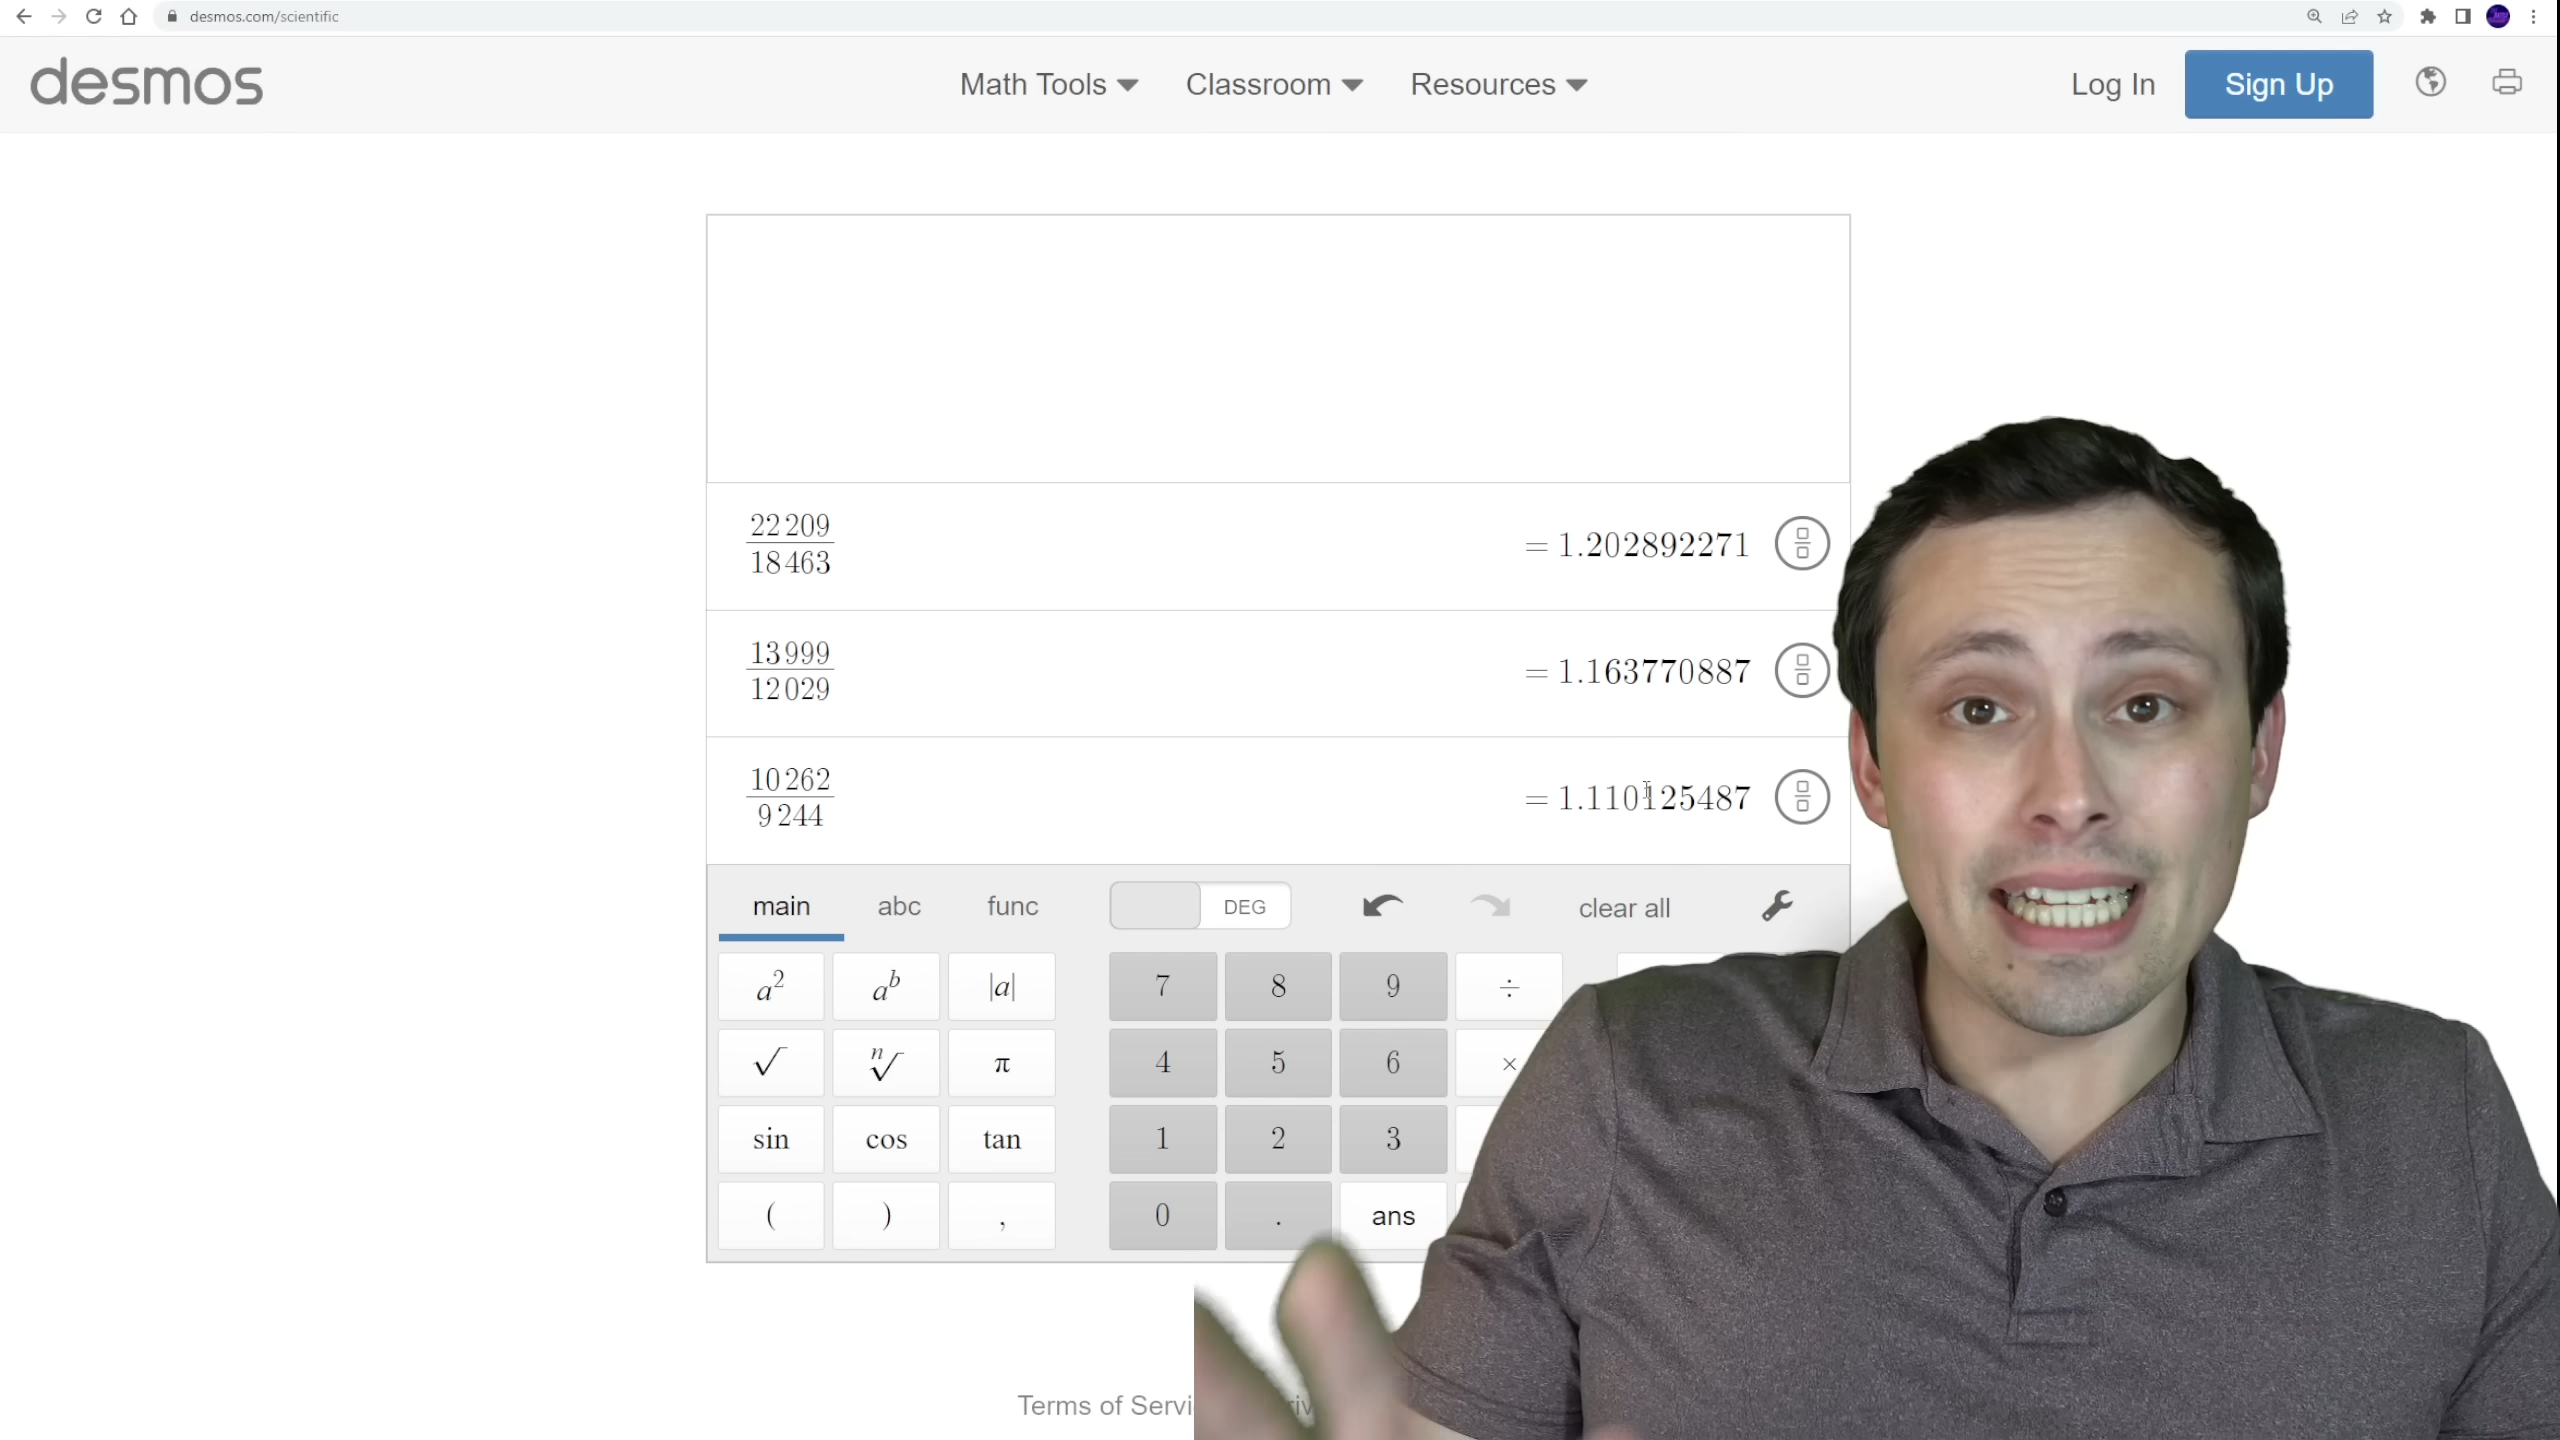 desmos.com/scientific
desmos
Math Tools Classroom Resources Log In Sign Up
22 209
18 463
= 1.202892271
13 999
12 029
= 1.163770887
10 262
9 244
= 1.110125487
main abc func DEG clear all
a² aᵇ |a| 7 8 9 ÷
√ ⁿ√ π 4 5 6 ×
sin cos tan 1 2 3
( ) , 0 . ans
Terms of